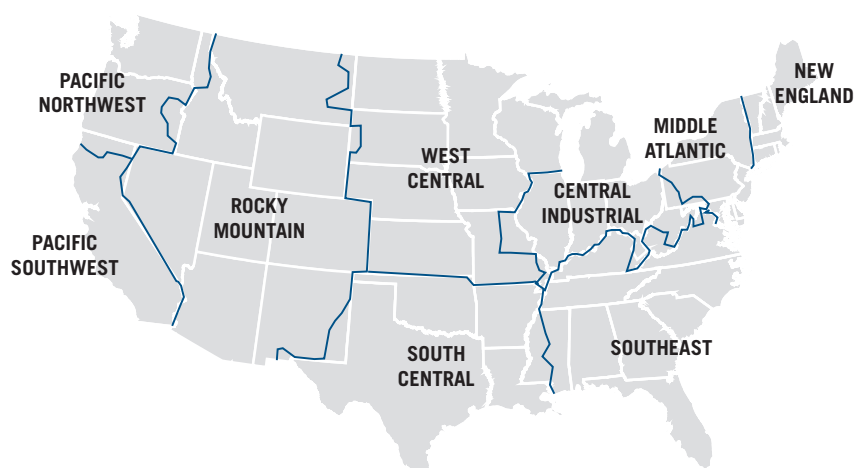 PACIFIC
NORTHWEST
NEW
ENGLAND
MIDDLE
ATLANTIC
WEST
CENTRAL
CENTRAL
INDUSTRIAL
ROCKY
MOUNTAIN
PACIFIC
SOUTHWEST
SOUTH
CENTRAL
SOUTHEAST